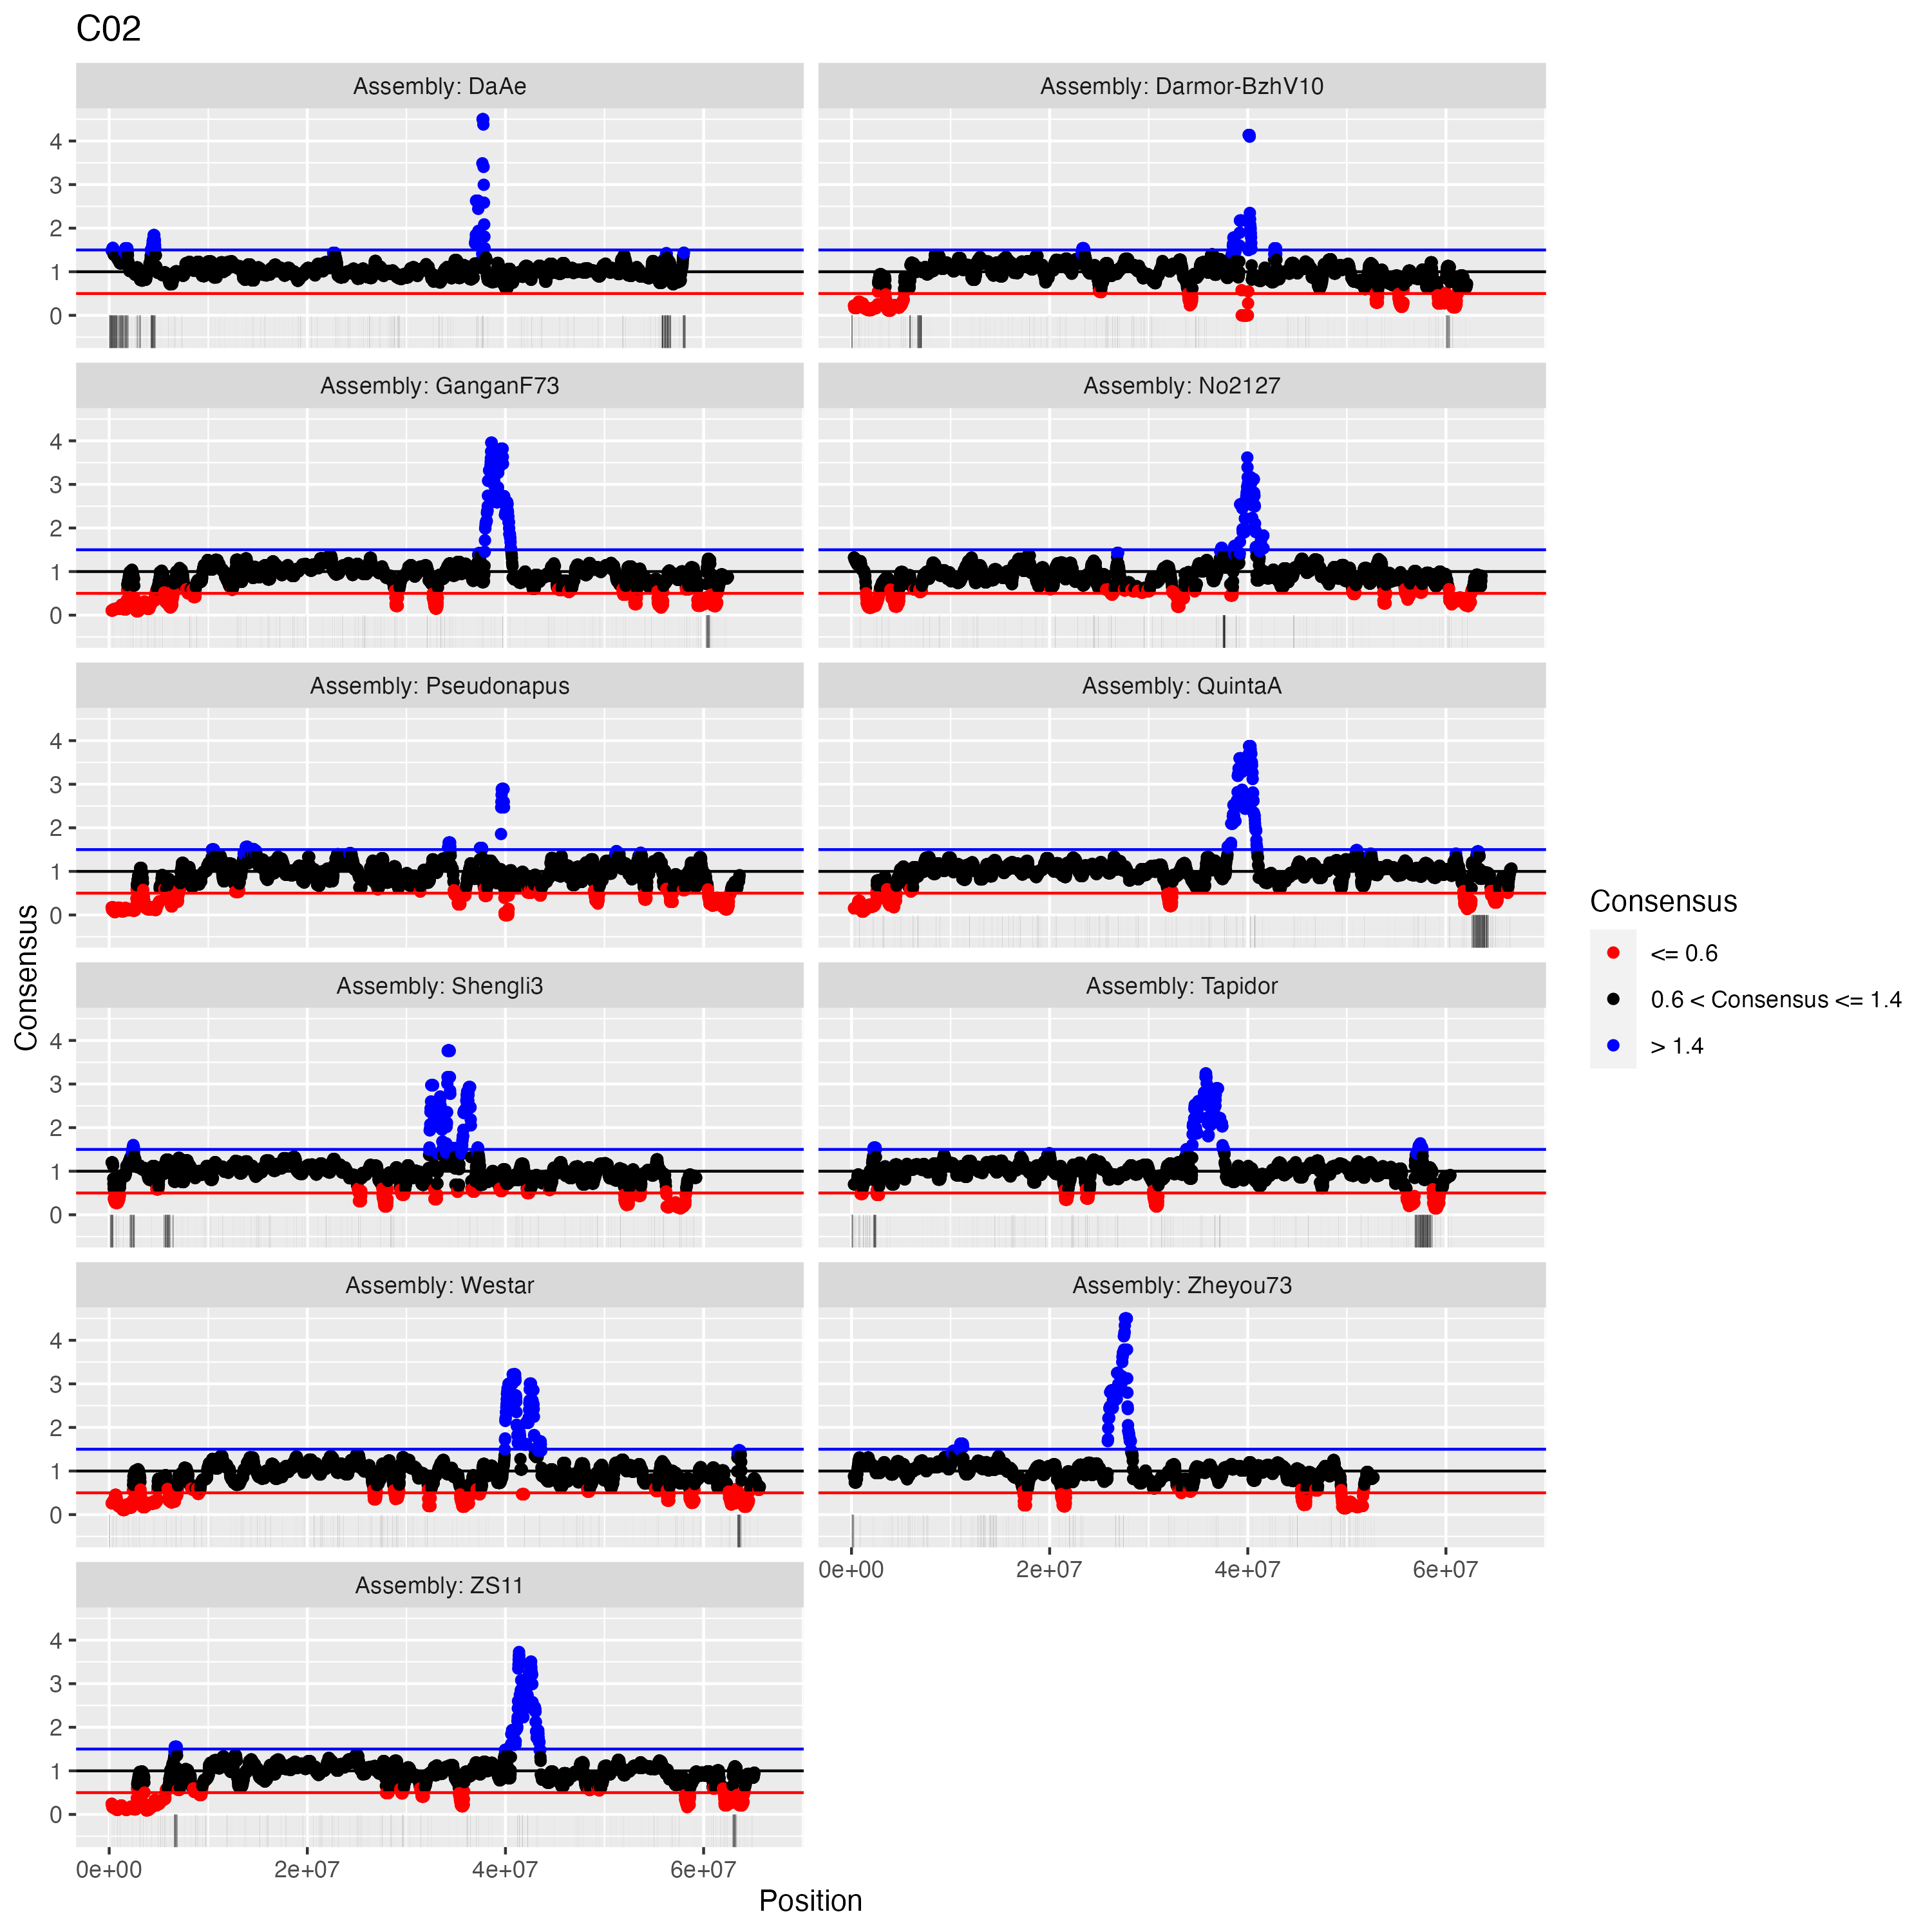 C02
Assembly: DaAe
Assembly: Darmor-BzhV10
4
3
2
1
0
Assembly: GanganF73
Assembly: No2127
4
3
2
1
0
Assembly: Pseudonapus
Assembly: QuintaA
4
3
2
1
0
Assembly: Shengli3
Assembly: Tapidor
4
3
2
1
0
Assembly: Westar
Assembly: Zheyou73
4
3
2
1
0
0e+00 2e+07 4e+07 6e+07
Assembly: ZS11
4
3
2
1
0
0e+00 2e+07 4e+07 6e+07
Position
Consensus
Consensus
<= 0.6
0.6 < Consensus <= 1.4
> 1.4